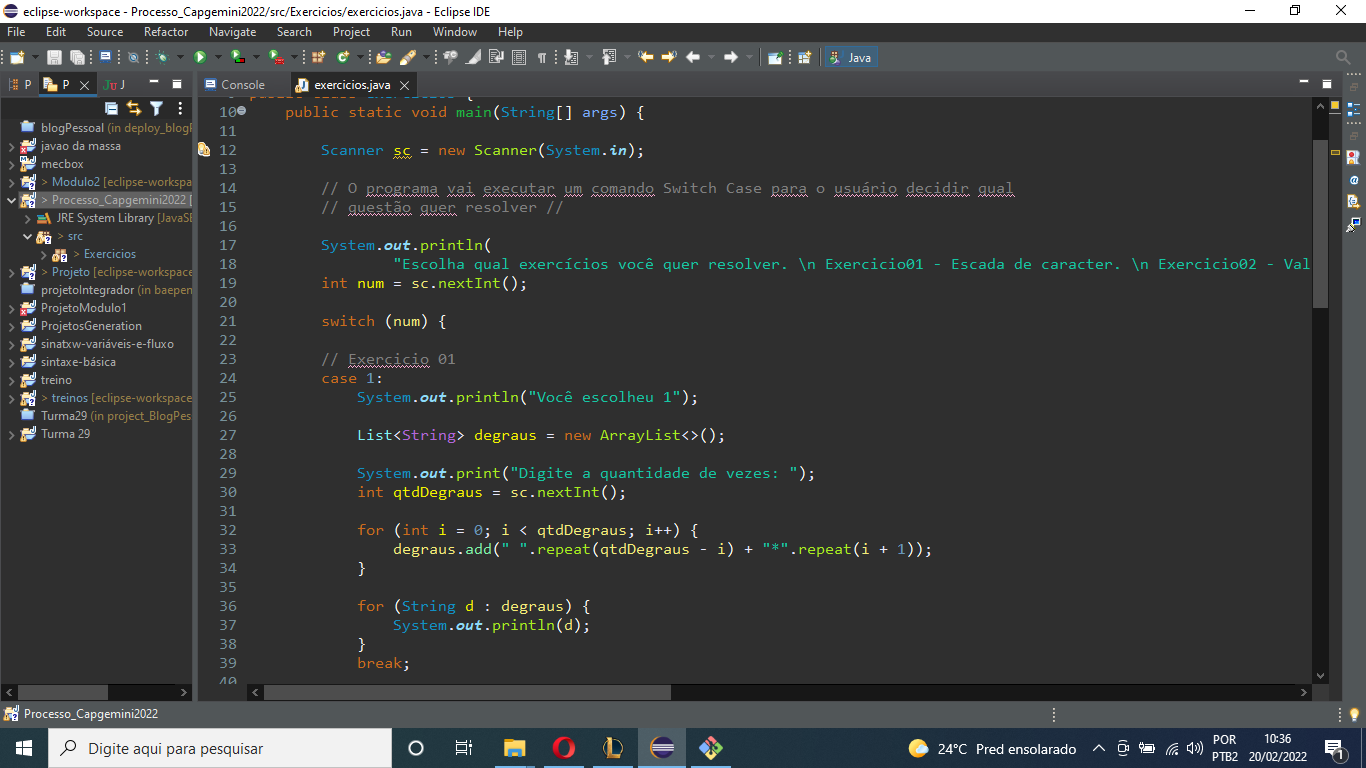 eclipse-workspace - Processo_Capgemini2022/src/Exercicios/exercicios.java - Eclipse IDE
File Edit Source Refactor Navigate Search Project Run Window Help
Java
P P Ju J
Console exercicios.java
blogPessoal (in deploy_blogP
javao da massa
mecbox
> Modulo2 [eclipse-workspa
> Processo_Capgemini2022 [
JRE System Library [JavaSE
> src
> Exercicios
> Projeto [eclipse-workspace
projetoIntegrador (in baepen
ProjetoModulo1
ProjetosGeneration
sinatxw-variáveis-e-fluxo
sintaxe-básica
treino
> treinos [eclipse-workspace
Turma29 (in project_BlogPes
Turma 29
10 public static void main(String[] args) {
11
12 Scanner sc = new Scanner(System.in);
13
14 // O programa vai executar um comando Switch Case para o usuário decidir qual
15 // questão quer resolver //
16
17 System.out.println(
18 "Escolha qual exercícios você quer resolver. \n Exercicio01 - Escada de caracter. \n Exercicio02 - Val
19 int num = sc.nextInt();
20
21 switch (num) {
22
23 // Exercicio 01
24 case 1:
25 System.out.println("Você escolheu 1");
26
27 List<String> degraus = new ArrayList<>();
28
29 System.out.print("Digite a quantidade de vezes: ");
30 int qtdDegraus = sc.nextInt();
31
32 for (int i = 0; i < qtdDegraus; i++) {
33 degraus.add(" ".repeat(qtdDegraus - i) + "*".repeat(i + 1));
34 }
35
36 for (String d : degraus) {
37 System.out.println(d);
38 }
39 break;
40
Processo_Capgemini2022
Digite aqui para pesquisar
24°C Pred ensolarado
POR
PTB2
10:36
20/02/2022
1